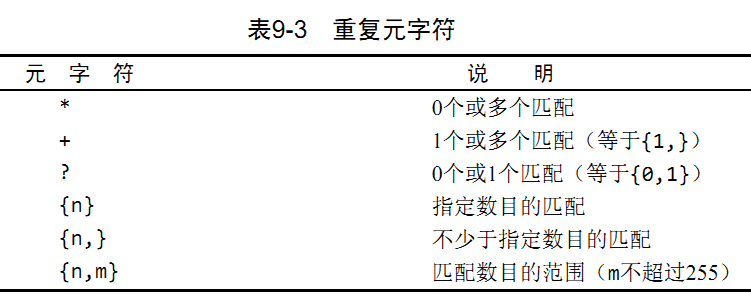 表9-3 重复元字符
元 字 符 说 明
* 0个或多个匹配
+ 1个或多个匹配（等于{1,}）
? 0个或1个匹配（等于{0,1}）
{n} 指定数目的匹配
{n,} 不少于指定数目的匹配
{n,m} 匹配数目的范围（m不超过255）